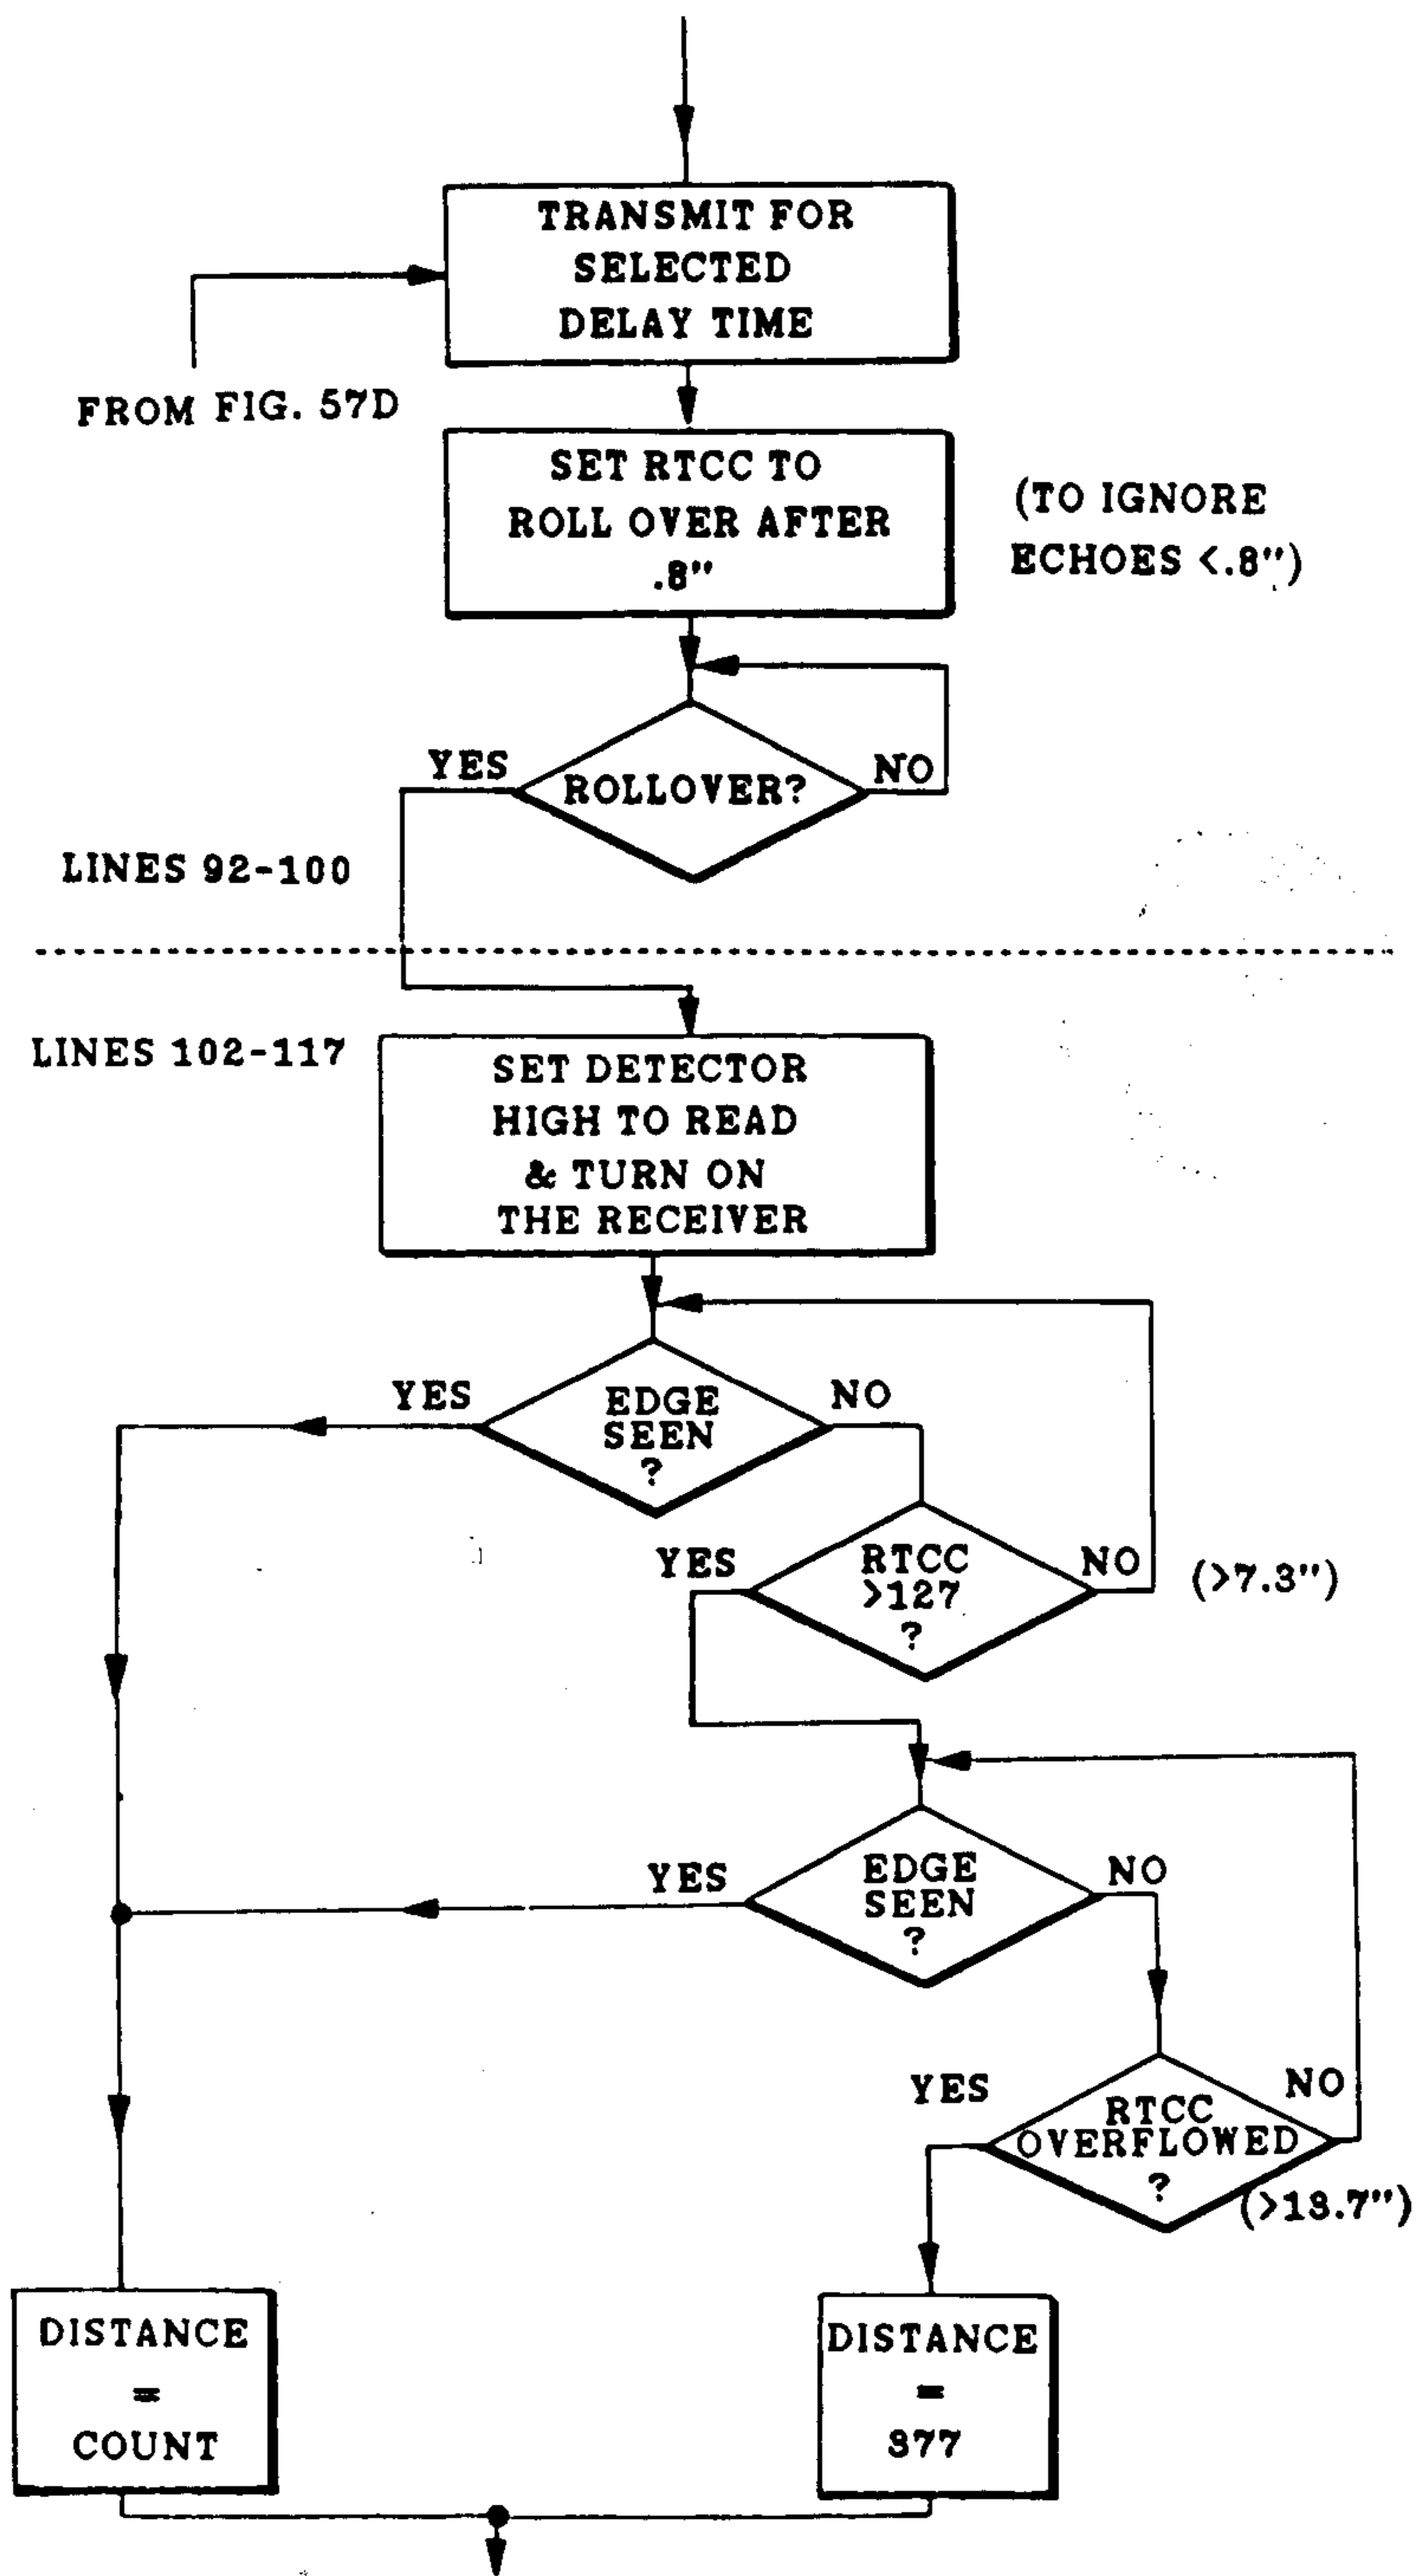 TRANSMIT FOR
SELECTED
DELAY TIME
FROM FIG. 57D
SET RTCC TO
ROLL OVER AFTER
.8"
(TO IGNORE
ECHOES <.8")
YES
ROLLOVER?
NO
LINES 92-100
LINES 102-117
SET DETECTOR
HIGH TO READ
& TURN ON
THE RECEIVER
YES
EDGE
SEEN
?
NO
YES
RTCC
>127
?
NO
(>7.3")
YES
EDGE
SEEN
?
NO
YES
RTCC
OVERFLOWED
?
NO
(>13.7")
DISTANCE
=
COUNT
DISTANCE
=
377